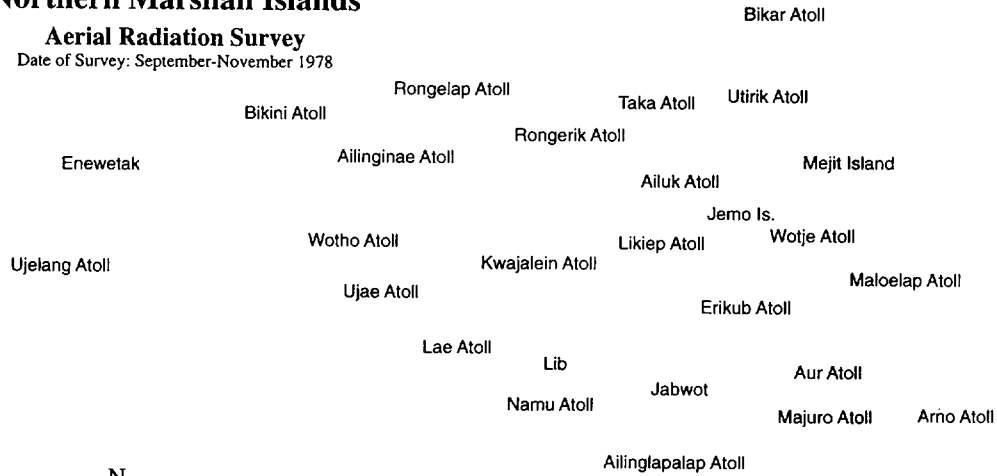 Northern Marshall Islands
Aerial Radiation Survey
Date of Survey: September-November 1978
Bikar Atoll
Rongelap Atoll
Taka Atoll
Utirik Atoll
Bikini Atoll
Rongerik Atoll
Enewetak
Ailinginae Atoll
Mejit Island
Ailuk Atoll
Jemo Is.
Wotho Atoll
Likiep Atoll
Wotje Atoll
Ujelang Atoll
Kwajalein Atoll
Maloelap Atoll
Ujae Atoll
Erikub Atoll
Lae Atoll
Lib
Aur Atoll
Jabwot
Namu Atoll
Majuro Atoll
Arno Atoll
Ailinglapalap Atoll
N